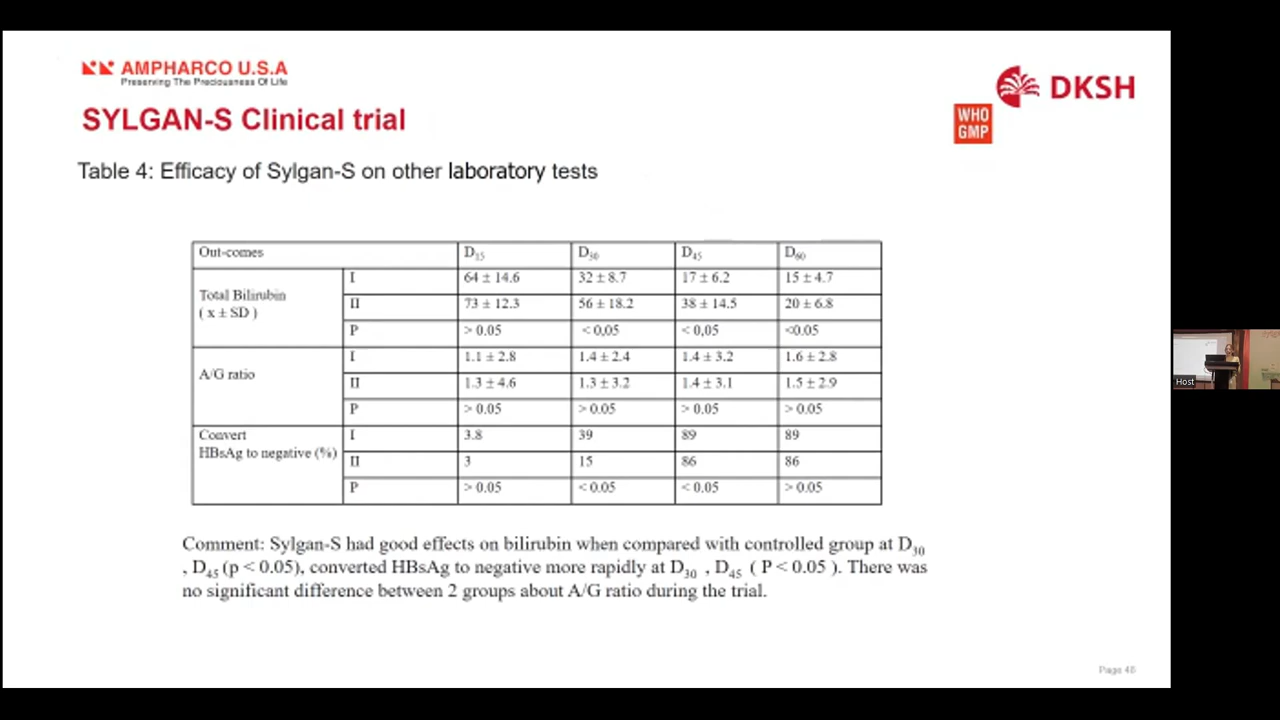 AMPHARCO U.S.A
Preserving The Preciousness Of Life
DKSH
WHO
GMP
SYLGAN-S Clinical trial
Table 4: Efficacy of Sylgan-S on other laboratory tests
Out-comes D15 D30 D45 D60
Total Bilirubin
( x ± SD )
I 64 ± 14.6 32 ± 8.7 17 ± 6.2 15 ± 4.7
II 73 ± 12.3 56 ± 18.2 38 ± 14.5 20 ± 6.8
P > 0.05 < 0,05 < 0,05 <0.05
A/G ratio
I 1.1 ± 2.8 1.4 ± 2.4 1.4 ± 3.2 1.6 ± 2.8
II 1.3 ± 4.6 1.3 ± 3.2 1.4 ± 3.1 1.5 ± 2.9
P > 0.05 > 0.05 > 0.05 > 0.05
Convert
HBsAg to negative (%)
I 3.8 39 89 89
II 3 15 86 86
P > 0.05 < 0.05 < 0.05 > 0.05
Comment: Sylgan-S had good effects on bilirubin when compared with controlled group at D30
, D45 (p < 0.05), converted HBsAg to negative more rapidly at D30 , D45 ( P < 0.05 ). There was
no significant difference between 2 groups about A/G ratio during the trial.
Page 46
Host